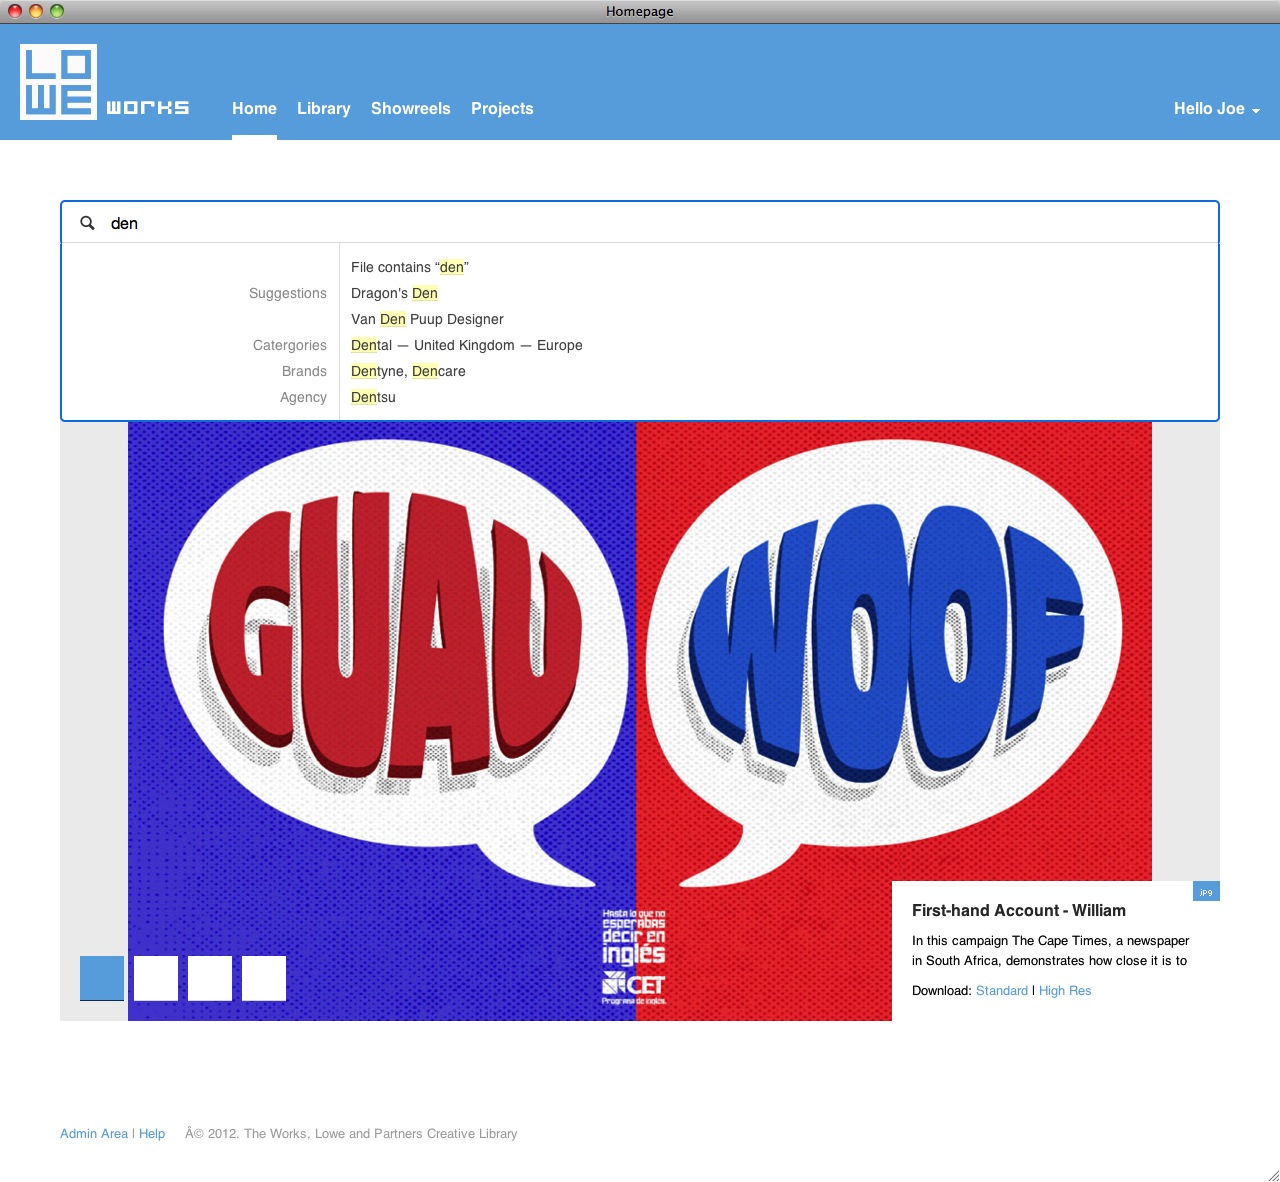 Homepage
LOWE works
Home Library Showreels Projects
Hello Joe
den
File contains “den”
Suggestions Dragon's Den
Van Den Puup Designer
Catergories Dental — United Kingdom — Europe
Brands Dentyne, Dencare
Agency Dentsu
GUAU
WOOF
Hasta lo que no
esperabas
decir en
inglés
CET
Programa de inglés.
jpg
First-hand Account - William
In this campaign The Cape Times, a newspaper
in South Africa, demonstrates how close it is to
Download: Standard | High Res
Admin Area | Help Â© 2012. The Works, Lowe and Partners Creative Library